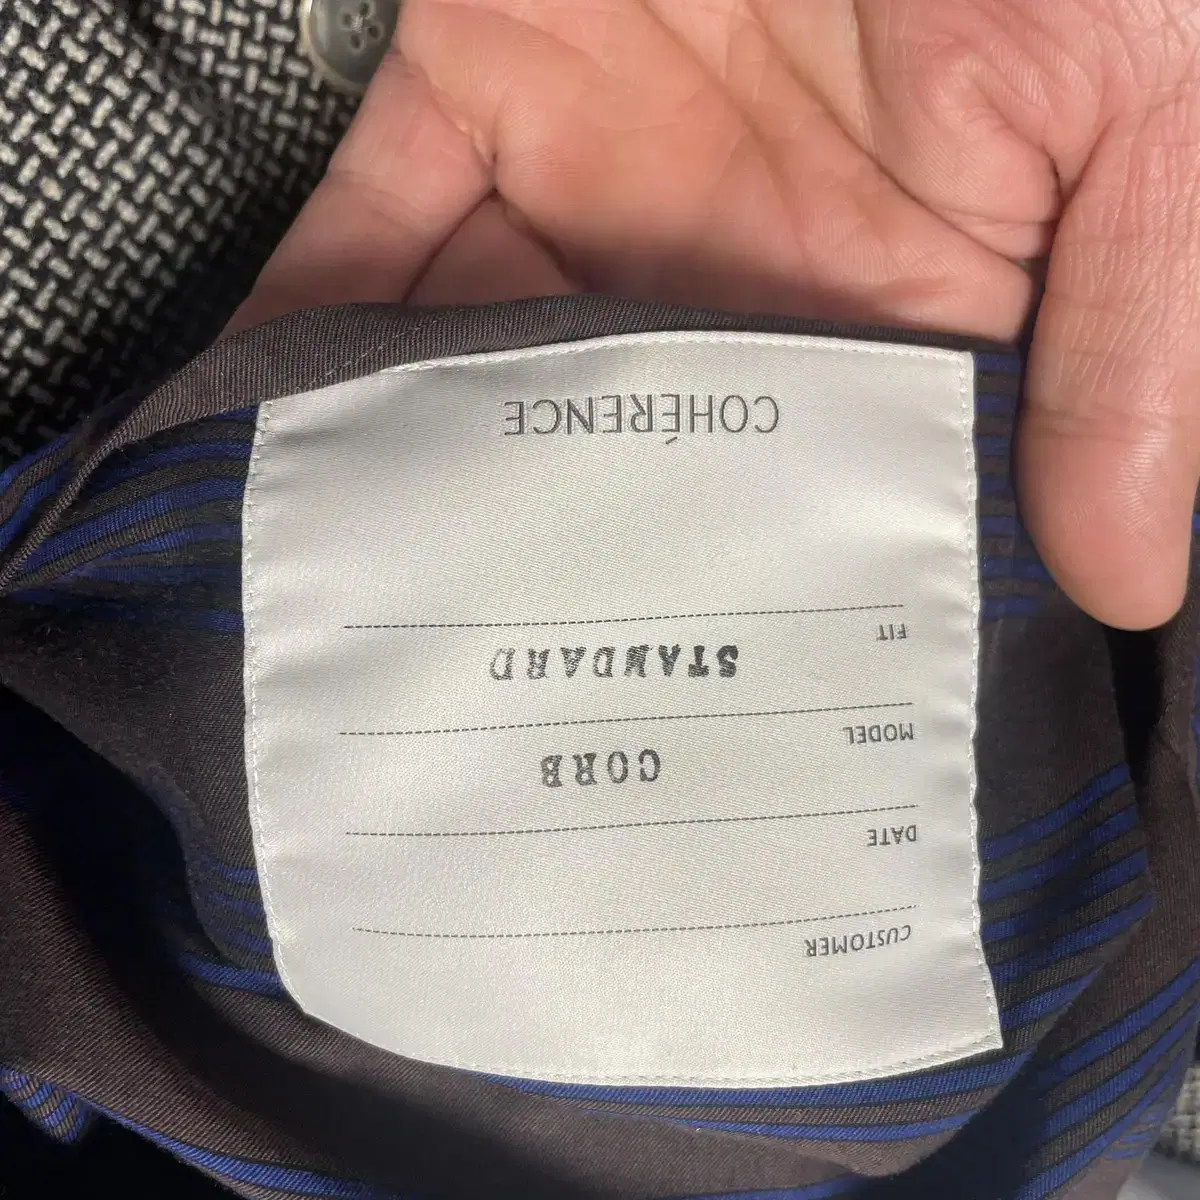 CUSTOMER
DATE
MODEL CORB
FIT STANDARD
COHÉRENCE